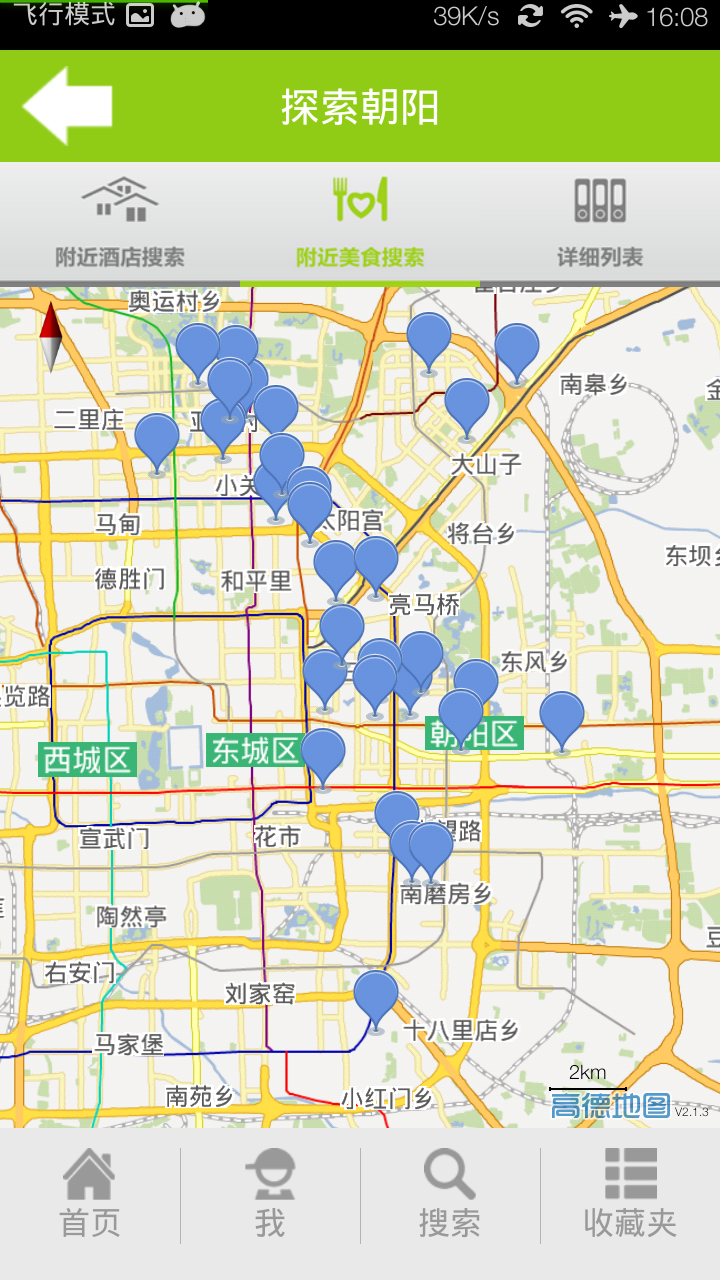 飞行模式 39K/s 16:08
探索朝阳
附近酒店搜索 附近美食搜索 详细列表
奥运村乡
南皋乡
二里庄
大山子
小关
马甸 太阳宫 将台乡
东坝乡
德胜门 和平里
亮马桥
东风乡
览路
朝阳区
东城区
西城区
宣武门 花市 望路
南磨房乡
陶然亭
右安门
刘家窑
十八里店乡
马家堡
2km
南苑乡 小红门乡
高德地图 V2.1.3
首页 我 搜索 收藏夹